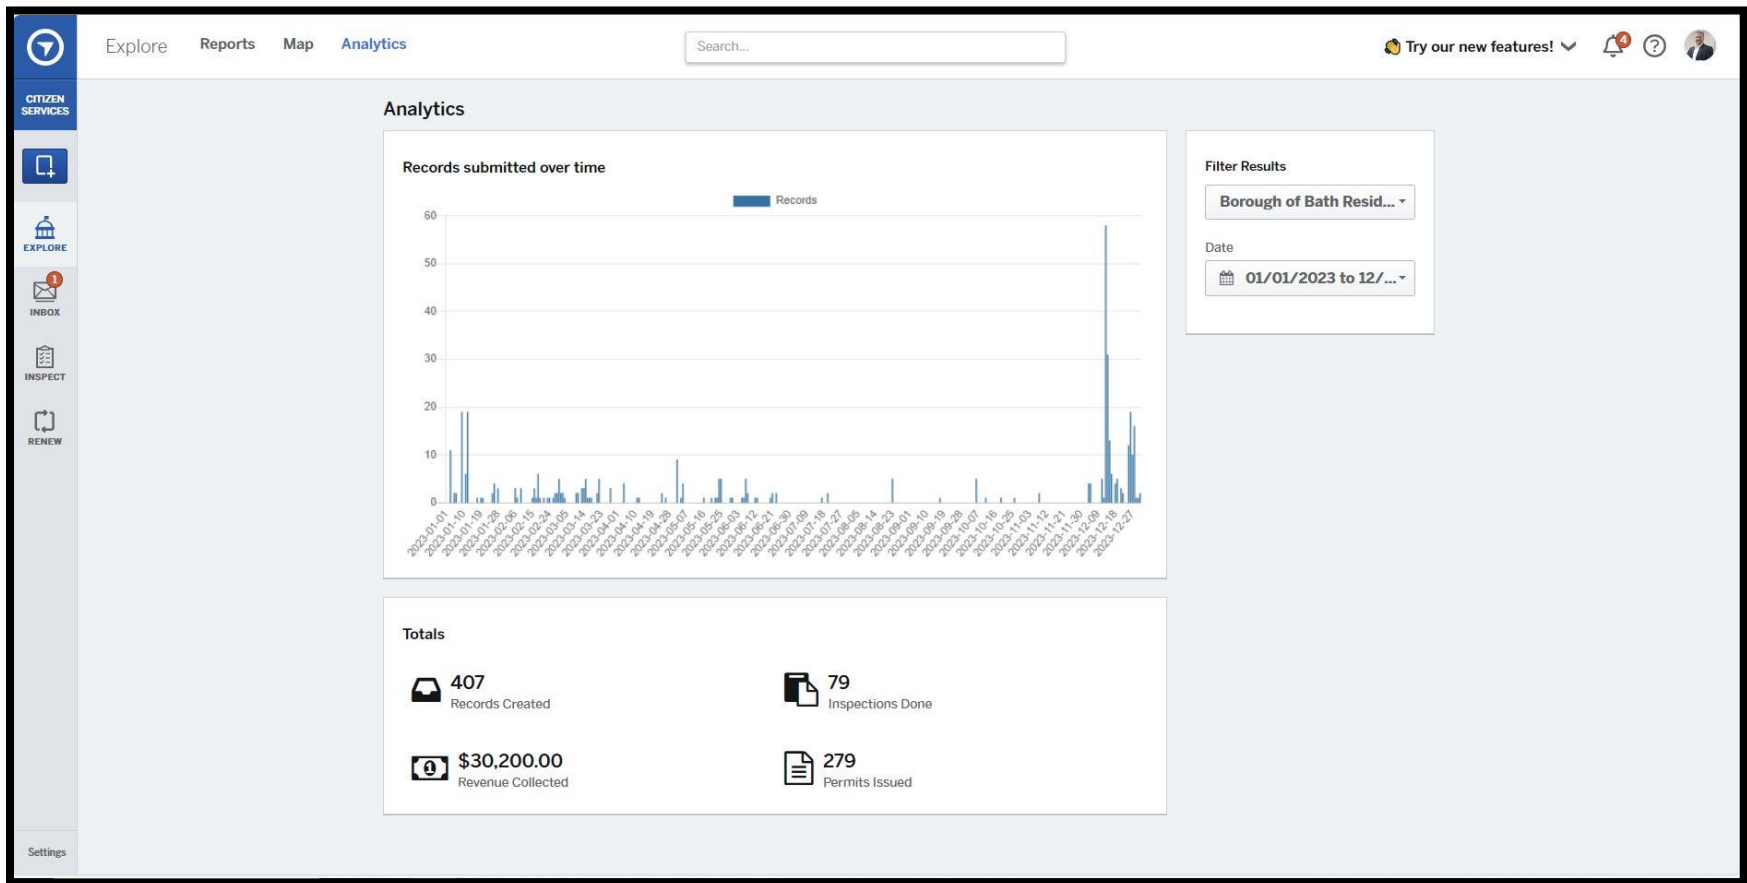 Explore Reports Map Analytics Search... Try our new features! 4
CITIZEN
SERVICES
EXPLORE
1
INBOX
INSPECT
RENEW
Settings
Analytics
Records submitted over time
Records
60
50
40
30
20
10
0
2023-01-01
2023-01-10
2023-01-19
2023-01-28
2023-02-06
2023-02-15
2023-02-24
2023-03-05
2023-03-14
2023-03-23
2023-04-01
2023-04-10
2023-04-19
2023-04-28
2023-05-07
2023-05-16
2023-05-25
2023-06-03
2023-06-12
2023-06-21
2023-06-30
2023-07-09
2023-07-18
2023-07-27
2023-08-05
2023-08-14
2023-08-23
2023-09-01
2023-09-10
2023-09-19
2023-09-28
2023-10-07
2023-10-16
2023-10-25
2023-11-03
2023-11-12
2023-11-21
2023-11-30
2023-12-09
2023-12-18
2023-12-27
Filter Results
Borough of Bath Resid...
Date
01/01/2023 to 12/...
Totals
407
Records Created
79
Inspections Done
$30,200.00
Revenue Collected
279
Permits Issued